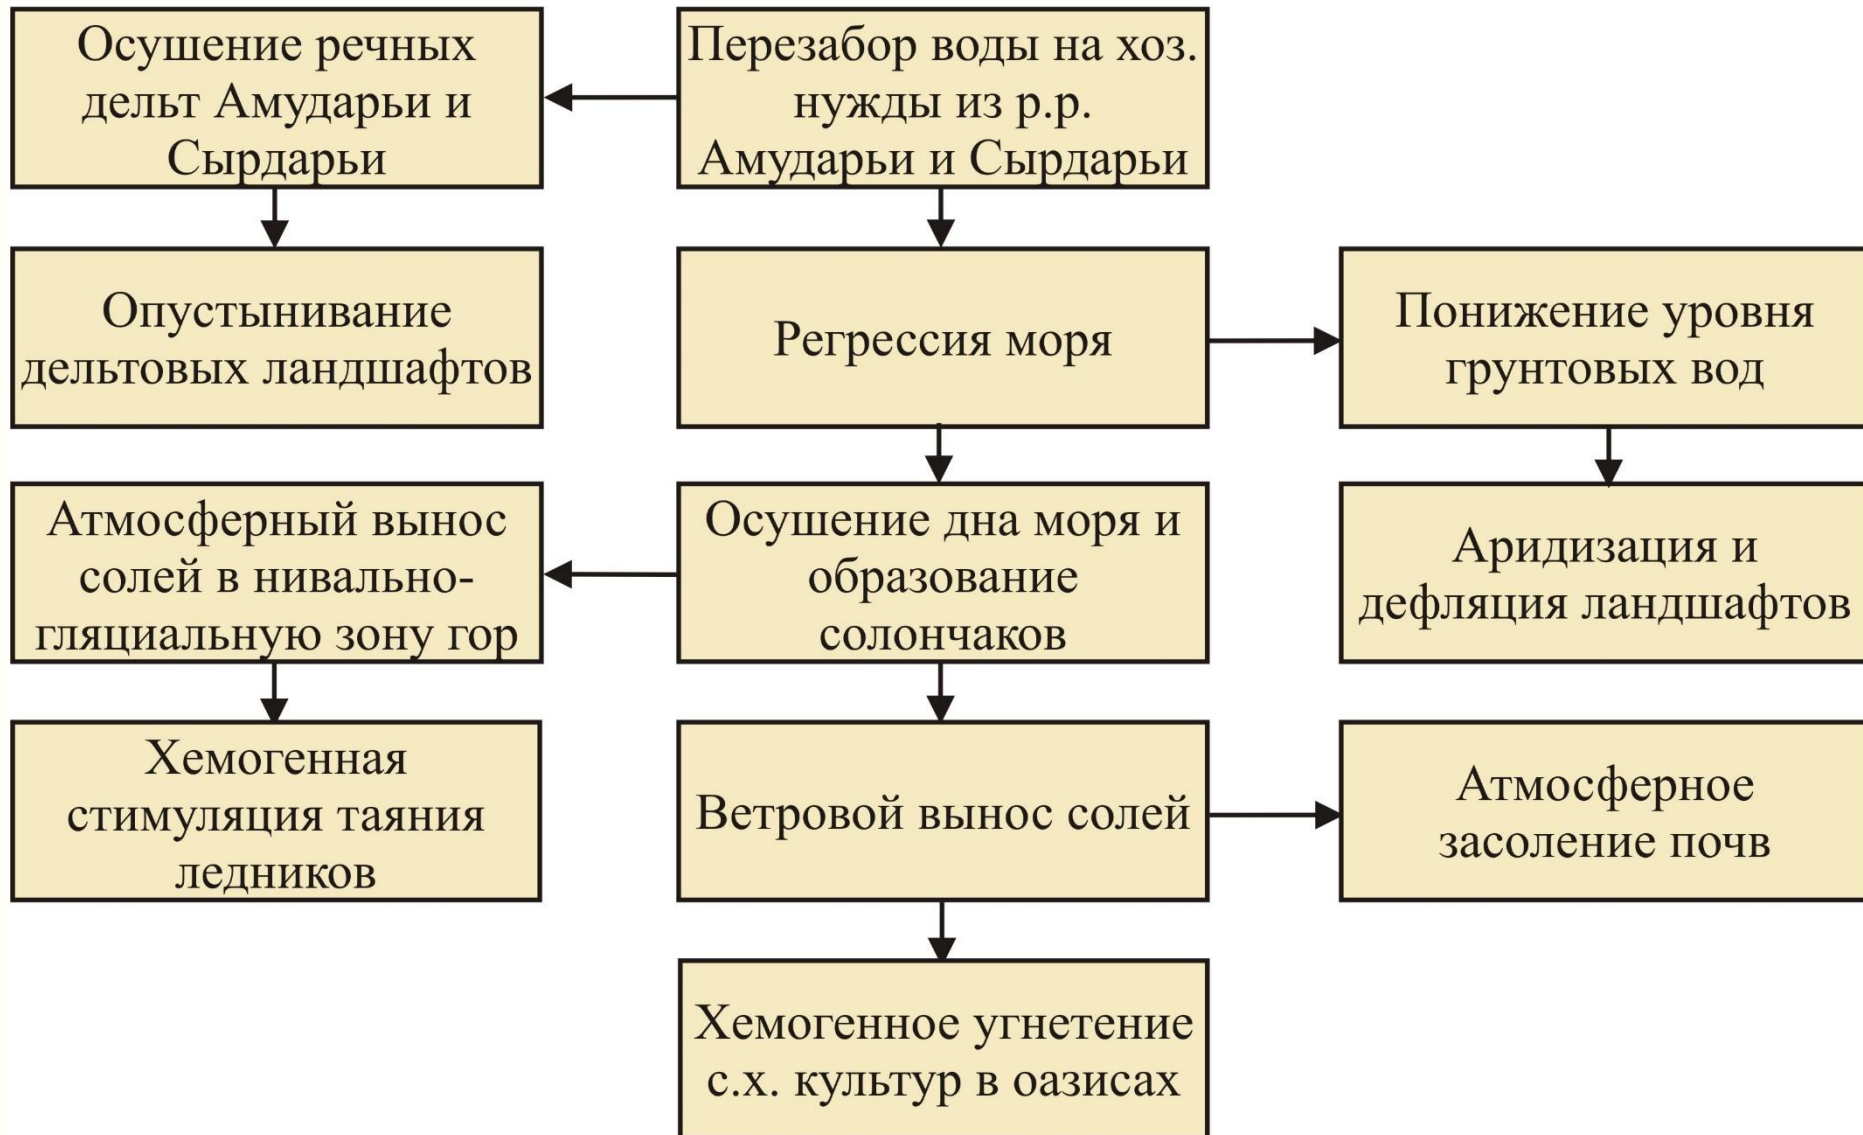 Осушение речных
дельт Амударьи и
Сырдарьи
Перезабор воды на хоз.
нужды из р.р.
Амударьи и Сырдарьи
Опустынивание
дельтовых ландшафтов
Регрессия моря
Понижение уровня
грунтовых вод
Атмосферный вынос
солей в нивально-
гляциальную зону гор
Осушение дна моря и
образование
солончаков
Аридизация и
дефляция ландшафтов
Хемогенная
стимуляция таяния
ледников
Ветровой вынос солей
Атмосферное
засоление почв
Хемогенное угнетение
с.х. культур в оазисах